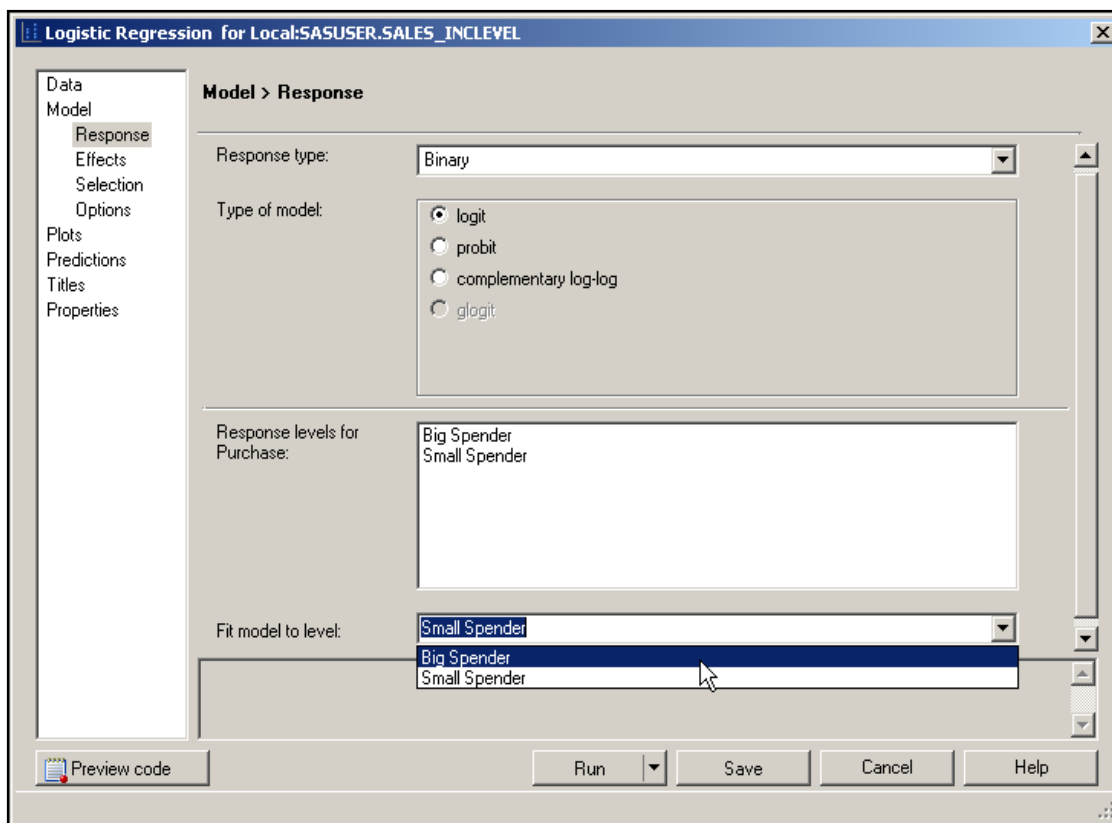 Logistic Regression for Local:SASUSER.SALES_INCLEVEL
Data
Model
Response
Effects
Selection
Options
Plots
Predictions
Titles
Properties
Model > Response
Response type:
Binary
Type of model:
logit
probit
complementary log-log
glogit
Response levels for
Purchase:
Big Spender
Small Spender
Fit model to level:
Small Spender
Big Spender
Small Spender
Preview code
Run
Save
Cancel
Help